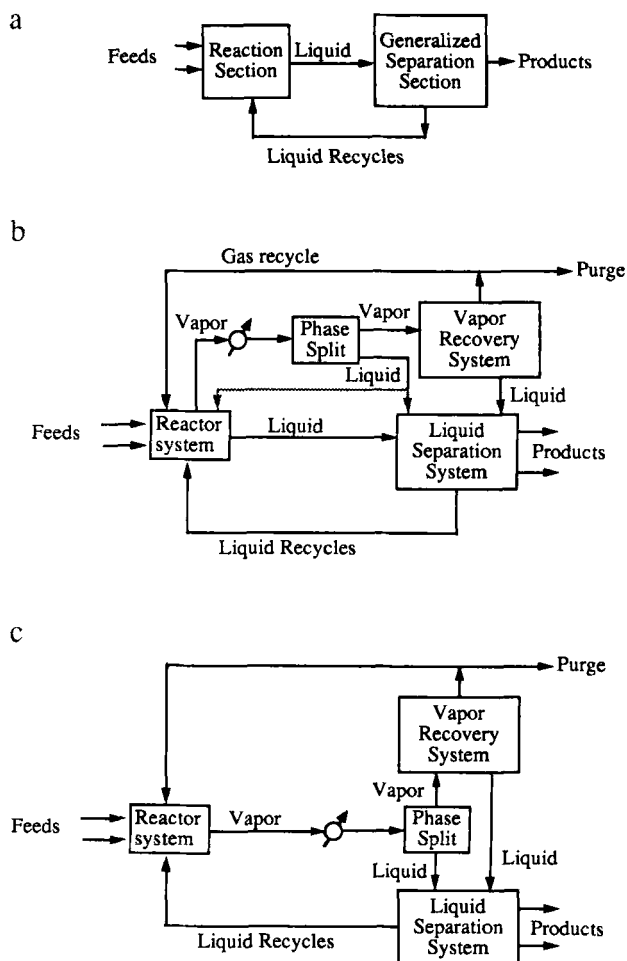 a
Feeds
Reaction
Section
Liquid
Generalized
Separation
Section
Products
Liquid Recycles
b
Gas recycle
Purge
Vapor
Phase
Split
Vapor
Vapor
Recovery
System
Liquid
Liquid
Feeds
Reactor
system
Liquid
Liquid
Separation
System
Products
Liquid Recycles
c
Purge
Vapor
Recovery
System
Vapor
Feeds
Reactor
system
Vapor
Phase
Split
Liquid
Liquid
Liquid Recycles
Liquid
Separation
System
Products